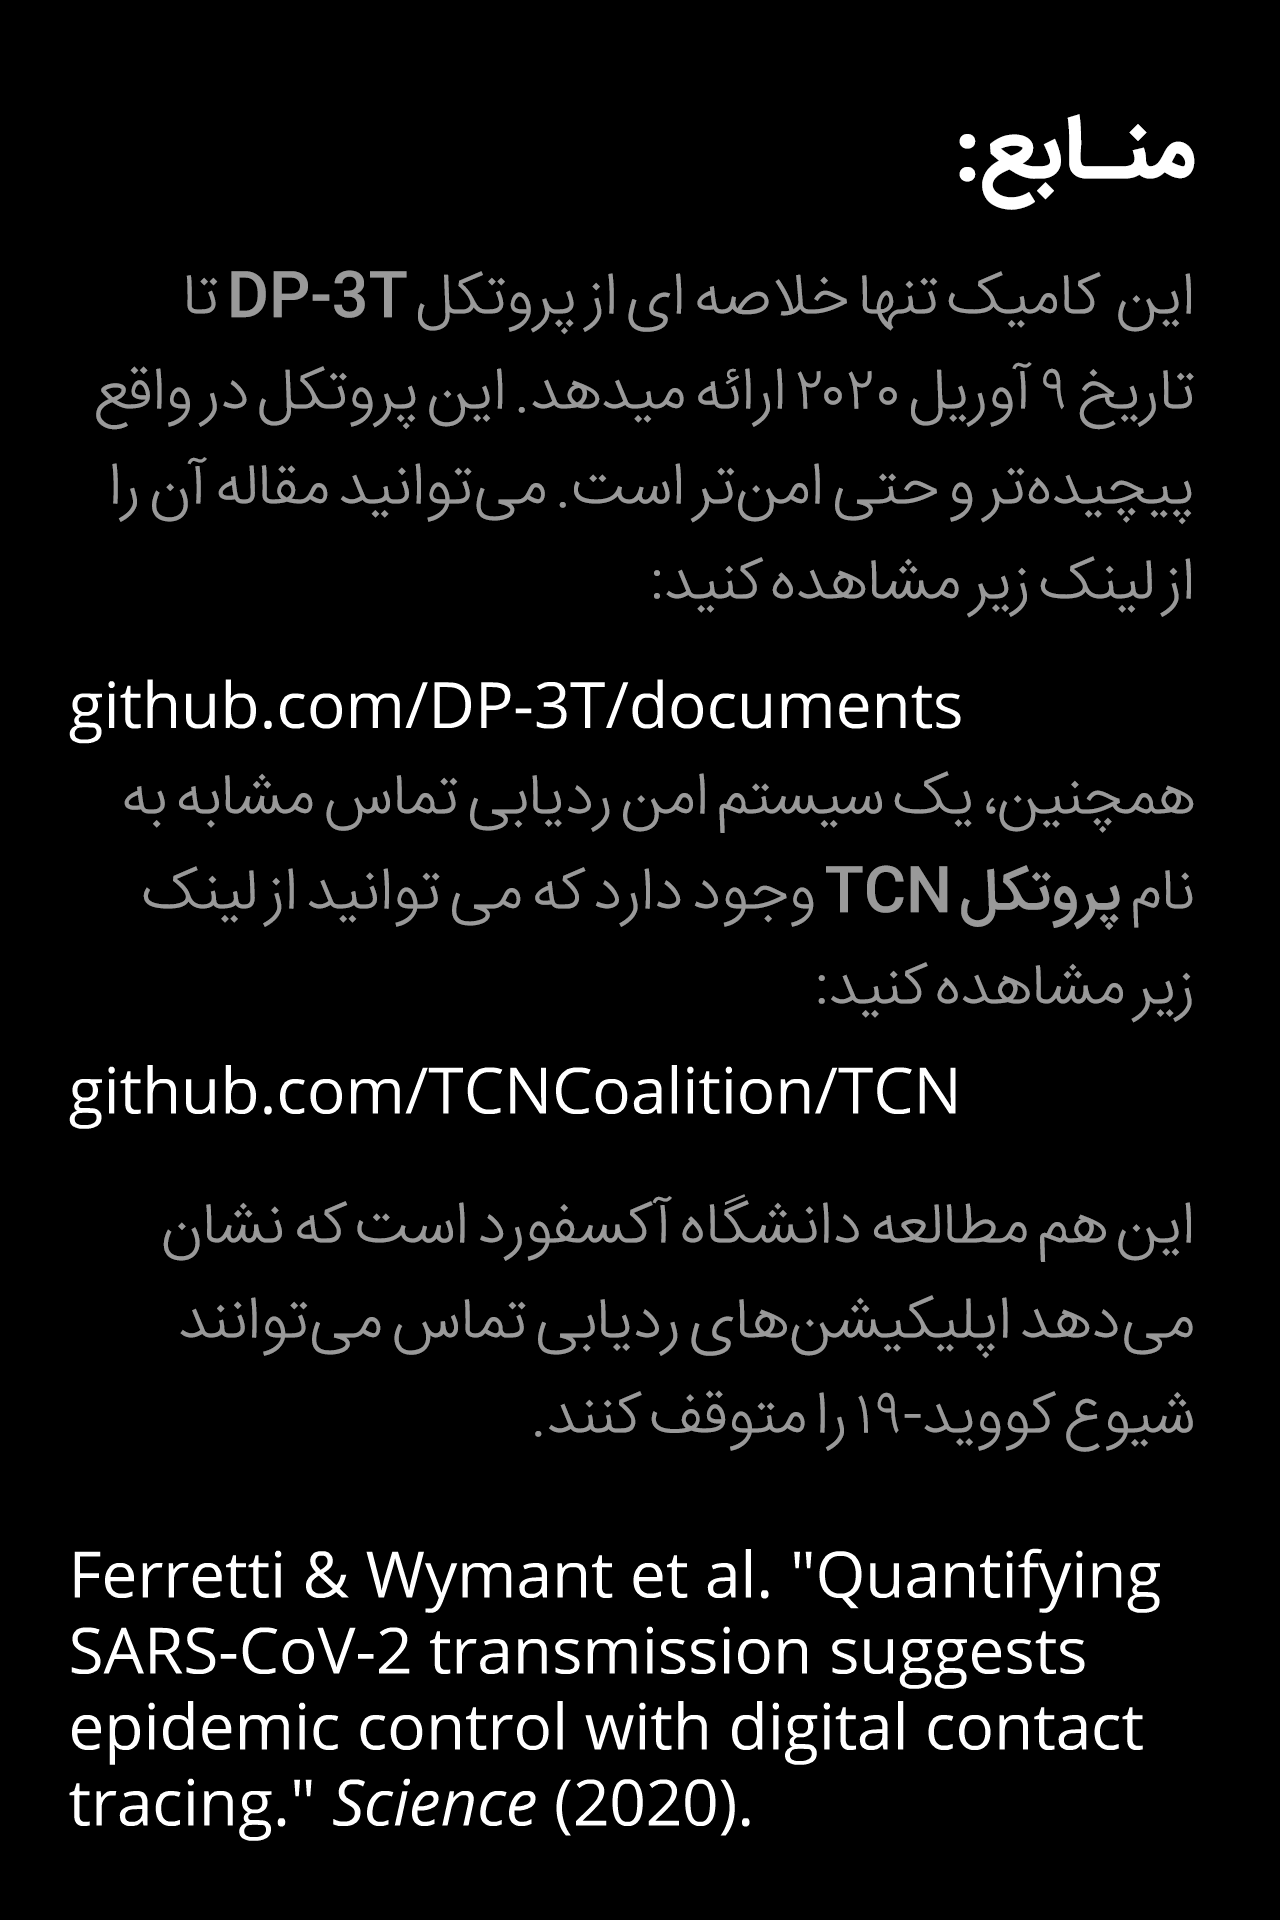 منــابع:
این کامیک تنها خلاصه ای از پروتکل DP-3T تا
تاریخ ۹ آوریل ۲۰۲۰ ارائه میدهد. این پروتکل در واقع
پیچیده‌تر و حتی امن‌تر است. می‌توانید مقاله آن را
از لینک زیر مشاهده کنید:
github.com/DP-3T/documents
همچنین، یک سیستم امن ردیابی تماس مشابه به
نام پروتکل TCN وجود دارد که می توانید از لینک
زیر مشاهده کنید:
github.com/TCNCoalition/TCN
این هم مطالعه دانشگاه آکسفورد است که نشان
می‌دهد اپلیکیشن‌های ردیابی تماس می‌توانند
شیوع کووید-۱۹ را متوقف کنند.
Ferretti & Wymant et al. "Quantifying
SARS-CoV-2 transmission suggests
epidemic control with digital contact
tracing." Science (2020).